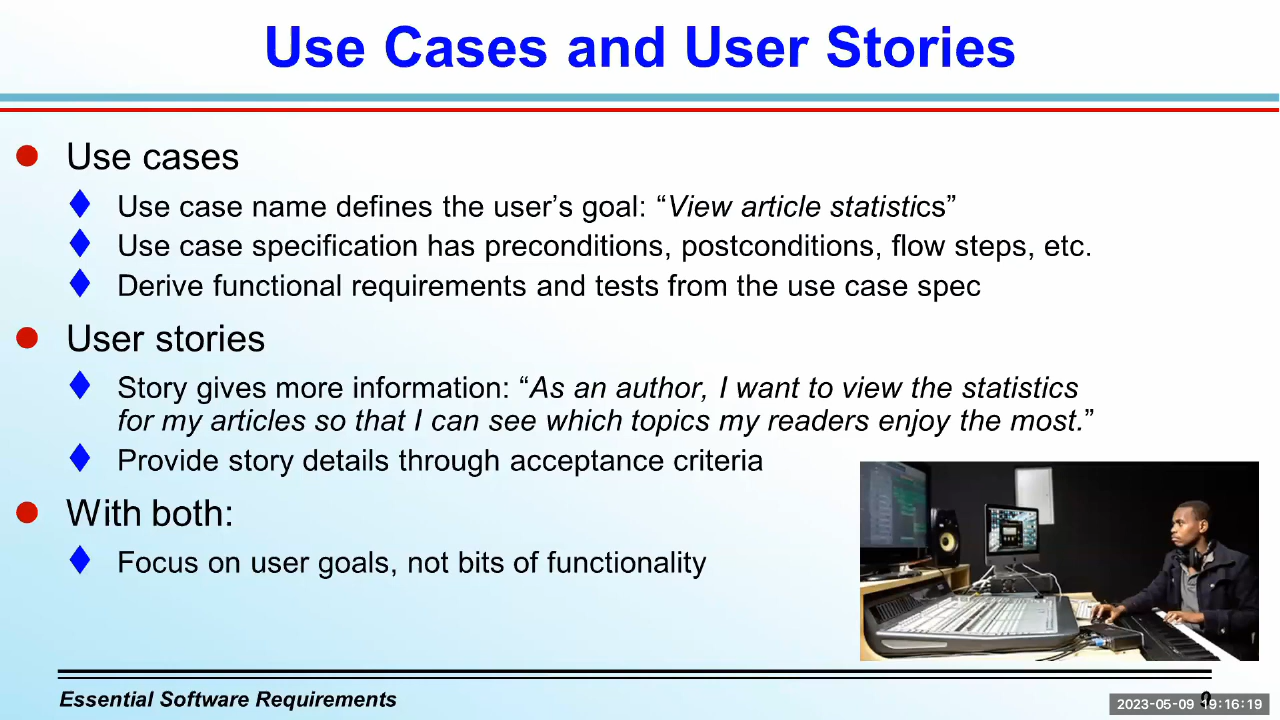 Use Cases and User Stories
Use cases
Use case name defines the user’s goal: “View article statistics”
Use case specification has preconditions, postconditions, flow steps, etc.
Derive functional requirements and tests from the use case spec
User stories
Story gives more information: “As an author, I want to view the statistics
for my articles so that I can see which topics my readers enjoy the most.”
Provide story details through acceptance criteria
With both:
Focus on user goals, not bits of functionality
Essential Software Requirements
2023-05-09 19:16:19